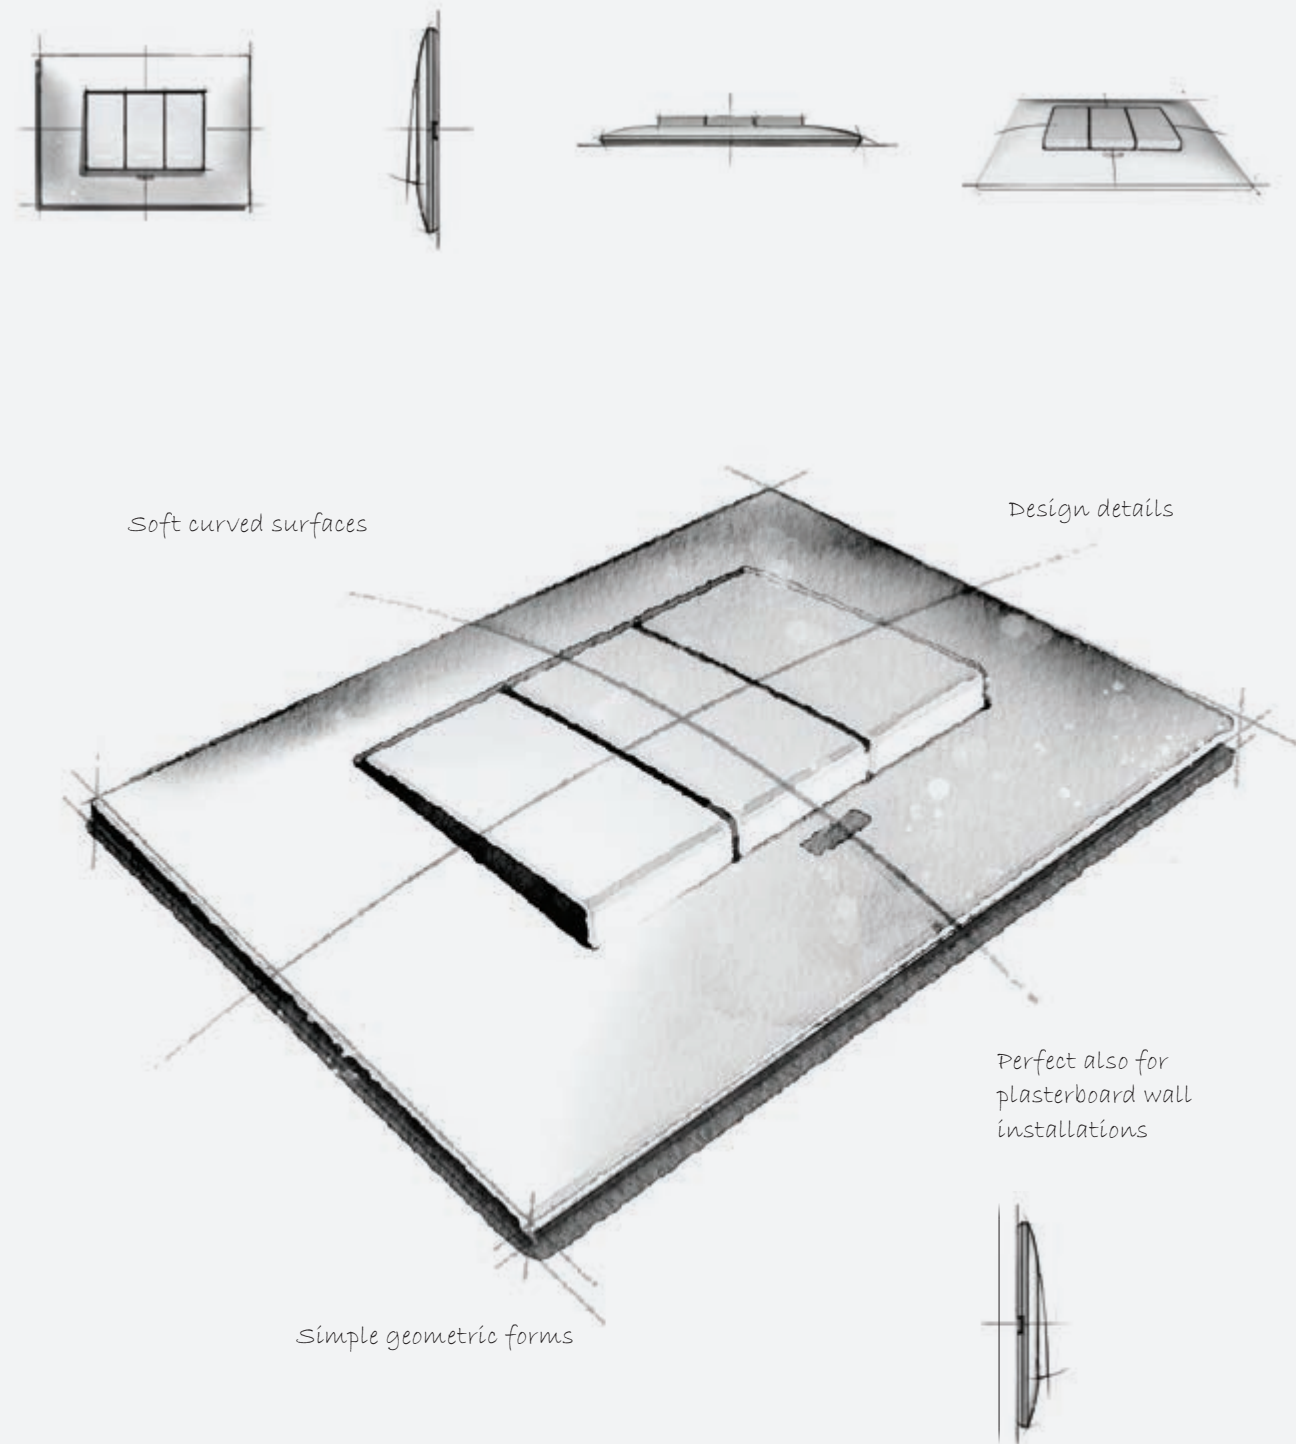 Soft curved surfaces
Design details
Perfect also for
plasterboard wall
installations
Simple geometric forms